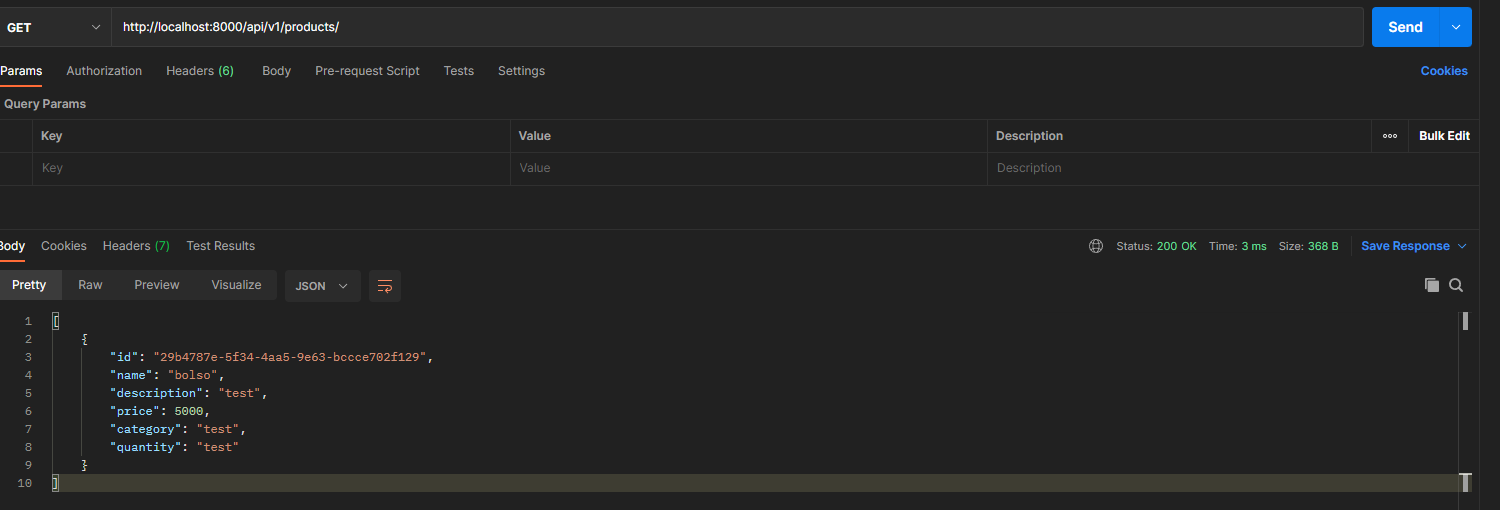 GET http://localhost:8000/api/v1/products/ Send
Params Authorization Headers (6) Body Pre-request Script Tests Settings Cookies
Query Params
Key Value Description Bulk Edit
Key Value Description
Body Cookies Headers (7) Test Results Status: 200 OK Time: 3 ms Size: 368 B Save Response
Pretty Raw Preview Visualize JSON
1 [
2 {
3 "id": "29b4787e-5f34-4aa5-9e63-bccce702f129",
4 "name": "bolso",
5 "description": "test",
6 "price": 5000,
7 "category": "test",
8 "quantity": "test"
9 }
10 ]